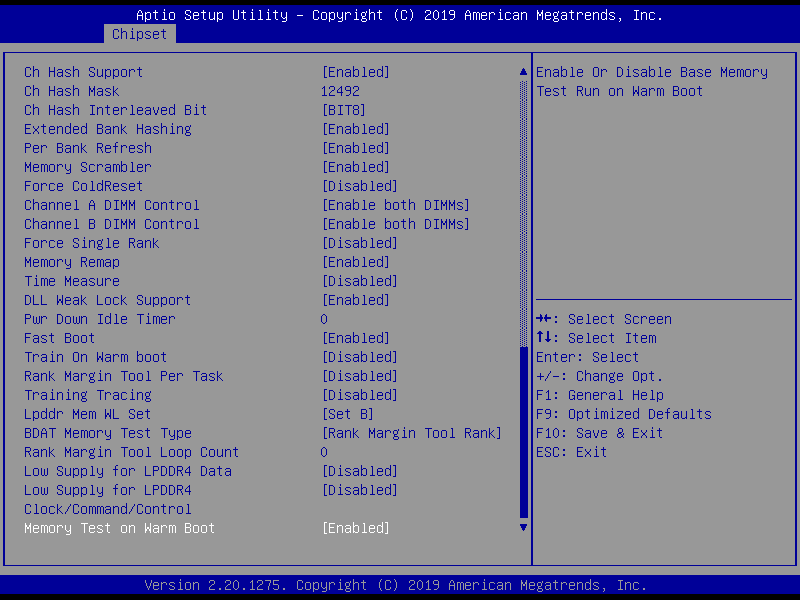 Aptio Setup Utility – Copyright (C) 2019 American Megatrends, Inc.
Chipset
Ch Hash Support [Enabled]
Ch Hash Mask 12492
Ch Hash Interleaved Bit [BIT8]
Extended Bank Hashing [Enabled]
Per Bank Refresh [Enabled]
Memory Scrambler [Enabled]
Force ColdReset [Disabled]
Channel A DIMM Control [Enable both DIMMs]
Channel B DIMM Control [Enable both DIMMs]
Force Single Rank [Disabled]
Memory Remap [Enabled]
Time Measure [Disabled]
DLL Weak Lock Support [Enabled]
Pwr Down Idle Timer 0
Fast Boot [Enabled]
Train On Warm boot [Disabled]
Rank Margin Tool Per Task [Disabled]
Training Tracing [Disabled]
Lpddr Mem WL Set [Set B]
BDAT Memory Test Type [Rank Margin Tool Rank]
Rank Margin Tool Loop Count 0
Low Supply for LPDDR4 Data [Disabled]
Low Supply for LPDDR4 [Disabled]
Clock/Command/Control
Memory Test on Warm Boot [Enabled]
Enable Or Disable Base Memory
Test Run on Warm Boot
→←: Select Screen
↑↓: Select Item
Enter: Select
+/-: Change Opt.
F1: General Help
F9: Optimized Defaults
F10: Save & Exit
ESC: Exit
Version 2.20.1275. Copyright (C) 2019 American Megatrends, Inc.